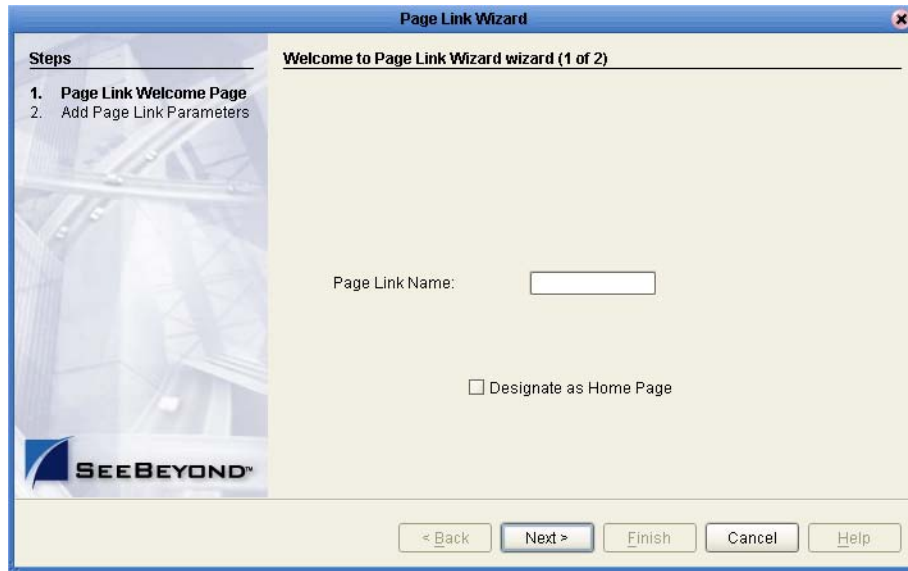 Page Link Wizard
Steps
1. Page Link Welcome Page
2. Add Page Link Parameters
Welcome to Page Link Wizard wizard (1 of 2)
Page Link Name:
Designate as Home Page
SEEBEYOND™
< Back Next > Finish Cancel Help